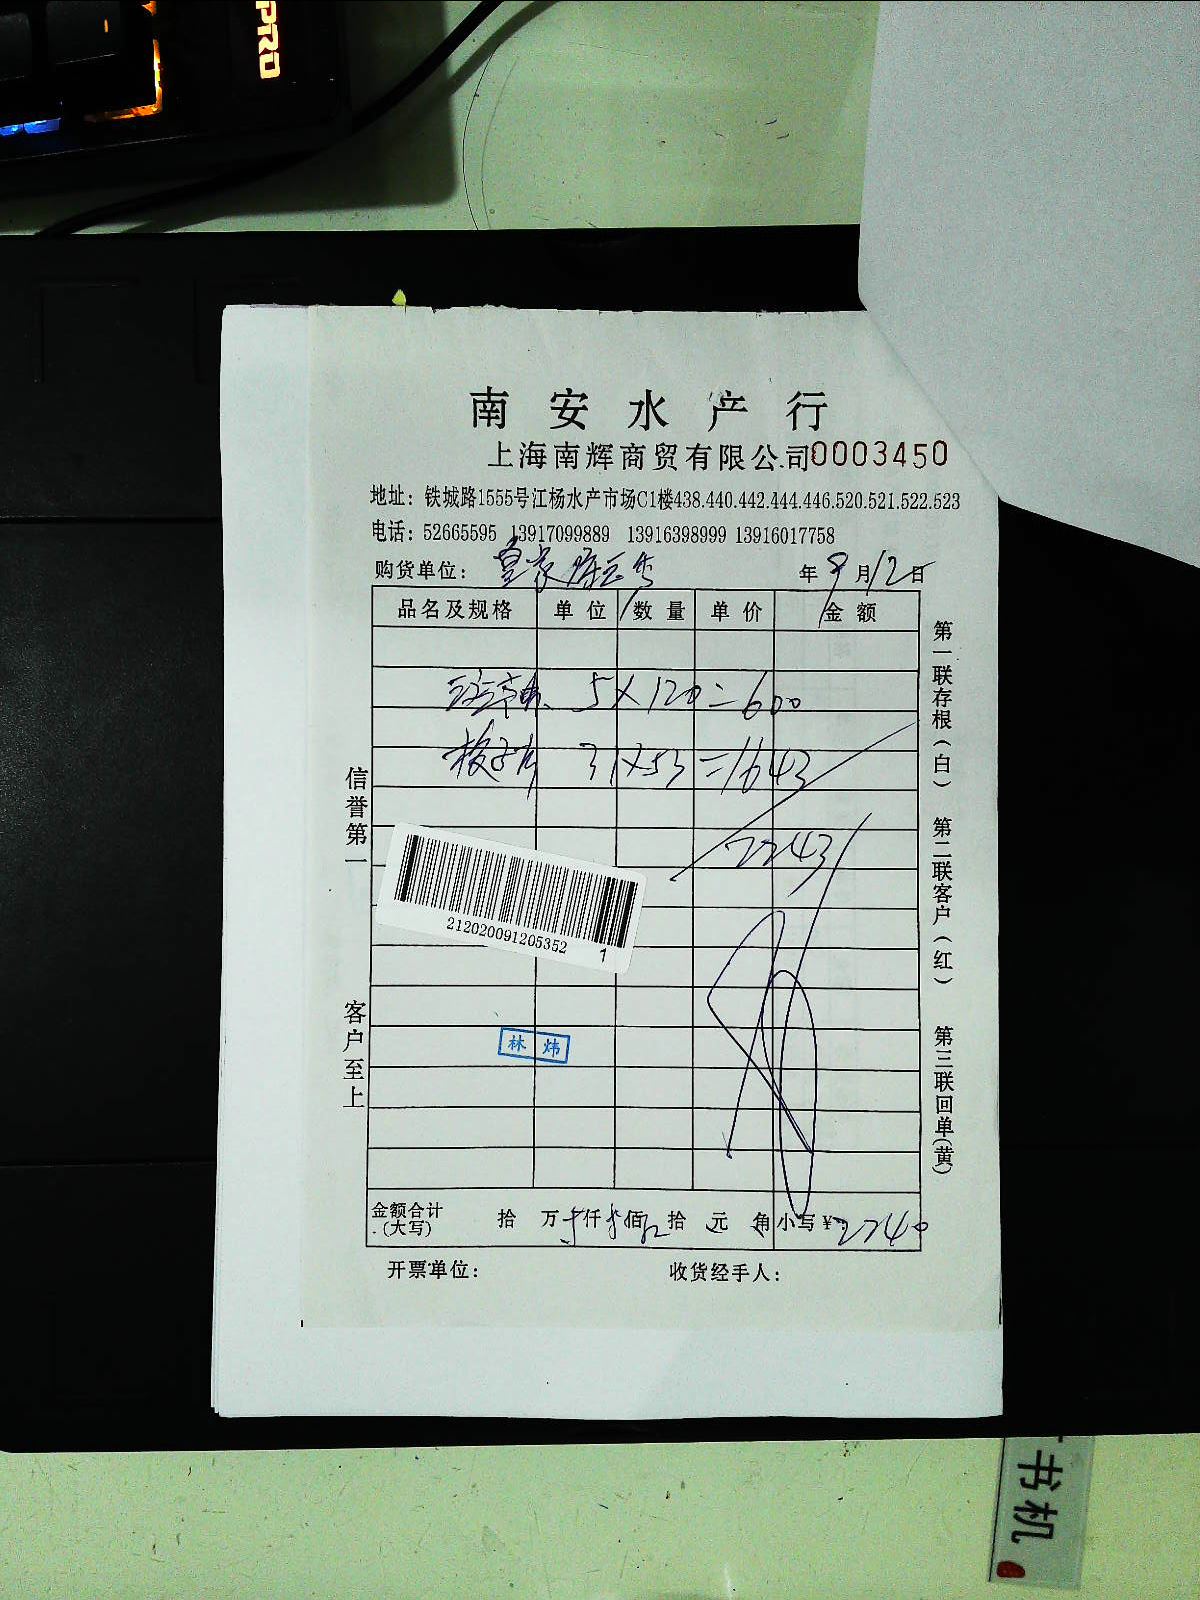 PRO
南安水产行
上海南辉商贸有限公司0003450
地址：铁城路1555号江杨水产市场C1楼438.440.442.444.446.520.521.522.523
电话：52665595 13917099889 13916398999 13916017758
购货单位： 年 9 月 12 日
品名及规格 单位 数量 单价 金额
5 × 120 = 600
31 × 53 = 1643
2243
212020091205352 1
林炜
金额合计(大写) 拾 万 仟 佰 拾 元 角 小写¥ 2240
开票单位： 收货经手人：
信誉第一
客户至上
第一联存根(白)
第二联客户(红)
第三联回单(黄)
书机